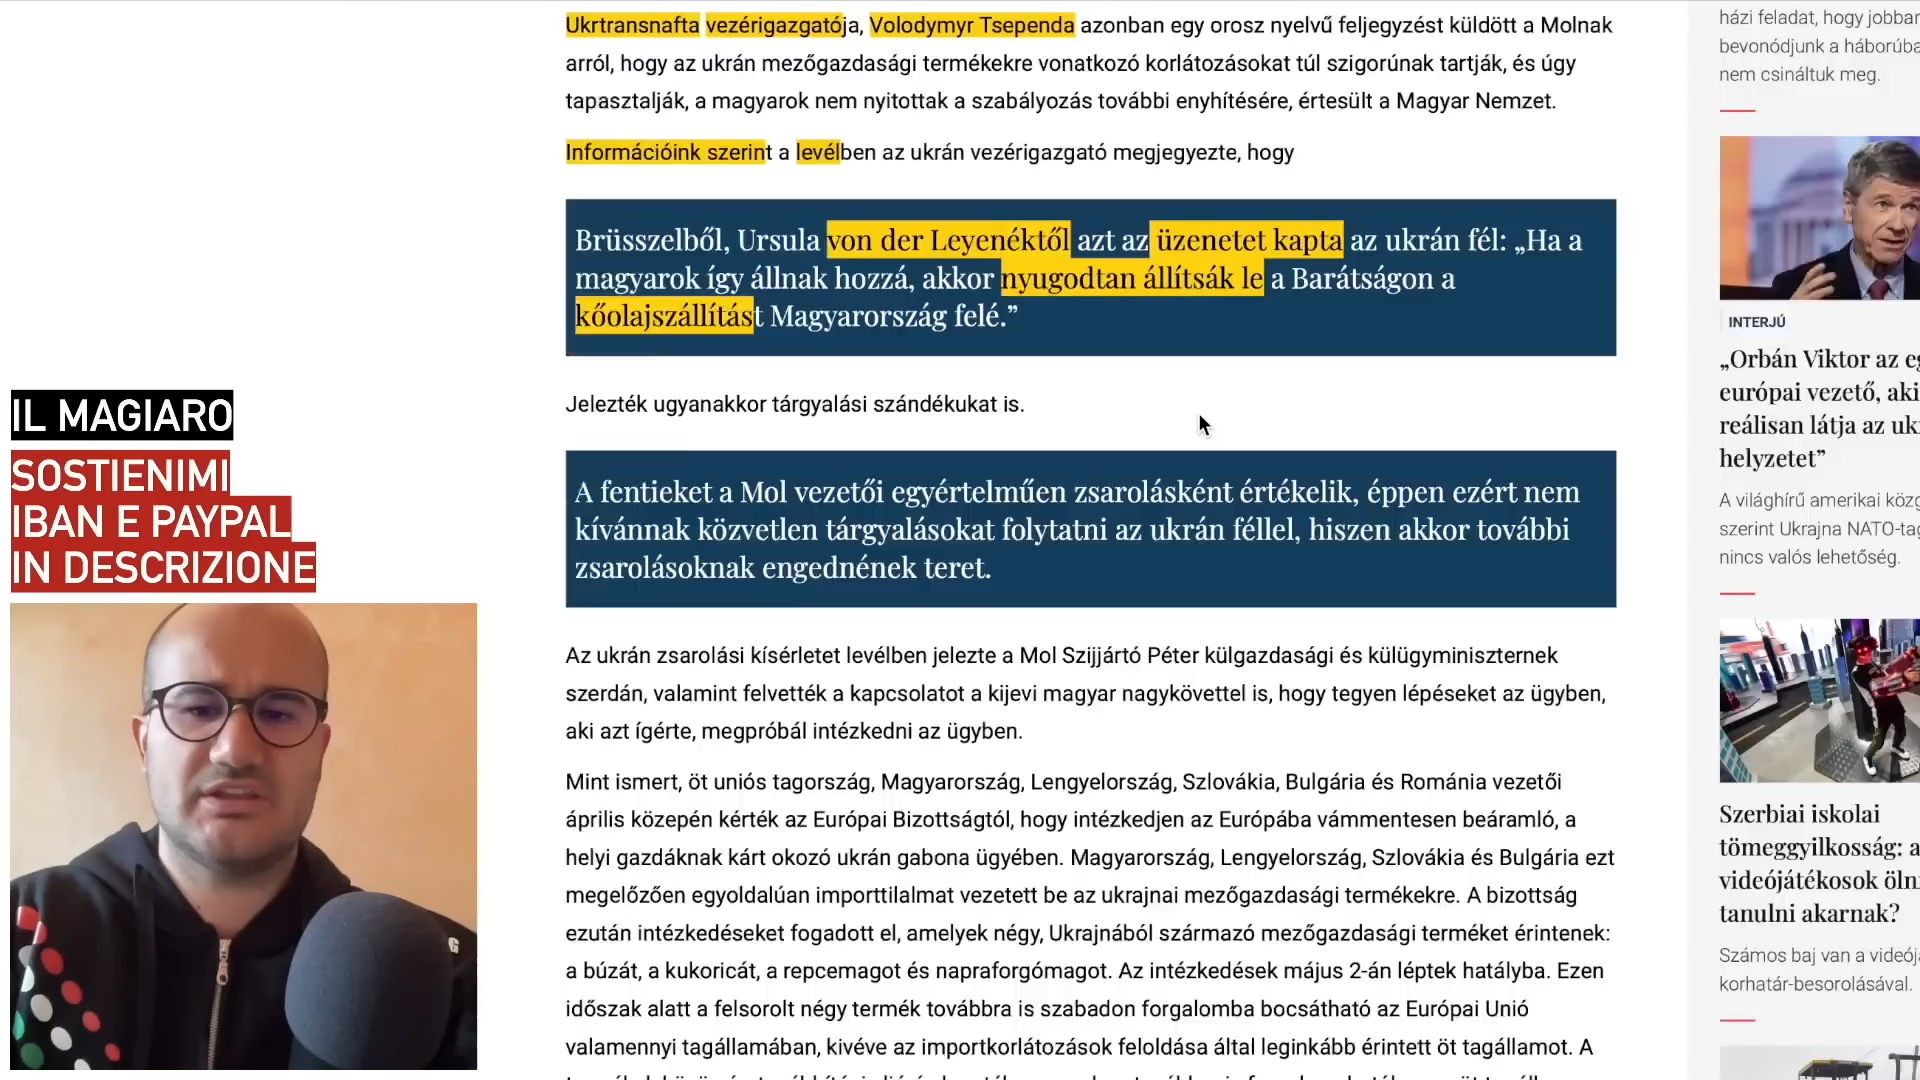 Ukrtransnafta vezérigazgatója, Volodymyr Tsependa azonban egy orosz nyelvű feljegyzést küldött a Molnak
arról, hogy az ukrán mezőgazdasági termékekre vonatkozó korlátozásokat túl szigorúnak tartják, és úgy
tapasztalják, a magyarok nem nyitottak a szabályozás további enyhítésére, értesült a Magyar Nemzet.
Információink szerint a levélben az ukrán vezérigazgató megjegyezte, hogy
Brüsszelből, Ursula von der Leyenéktől azt az üzenetet kapta az ukrán fél: „Ha a
magyarok így állnak hozzá, akkor nyugodtan állítsák le a Barátságon a
kőolajszállítást Magyarország felé.”
Jelezték ugyanakkor tárgyalási szándékukat is.
A fentieket a Mol vezetői egyértelműen zsarolásként értékelik, éppen ezért nem
kívánnak közvetlen tárgyalásokat folytatni az ukrán féllel, hiszen akkor további
zsarolásoknak engednének teret.
Az ukrán zsarolási kísérletet levélben jelezte a Mol Szijjártó Péter külgazdasági és külügyminiszternek
szerdán, valamint felvették a kapcsolatot a kijevi magyar nagykövettel is, hogy tegyen lépéseket az ügyben,
aki azt ígérte, megpróbál intézkedni az ügyben.
Mint ismert, öt uniós tagország, Magyarország, Lengyelország, Szlovákia, Bulgária és Románia vezetői
április közepén kérték az Európai Bizottságtól, hogy intézkedjen az Európába vámmentesen beáramló, a
helyi gazdáknak kárt okozó ukrán gabona ügyében. Magyarország, Lengyelország, Szlovákia és Bulgária ezt
megelőzően egyoldalúan importtilalmat vezetett be az ukrajnai mezőgazdasági termékekre. A bizottság
ezután intézkedéseket fogadott el, amelyek négy, Ukrajnából származó mezőgazdasági terméket érintenek:
a búzát, a kukoricát, a repcemagot és napraforgómagot. Az intézkedések május 2-án léptek hatályba. Ezen
időszak alatt a felsorolt négy termék továbbra is szabadon forgalomba bocsátható az Európai Unió
valamennyi tagállamában, kivéve az importkorlátozások feloldása által leginkább érintett öt tagállamot. A
IL MAGIARO
SOSTIENIMI
IBAN E PAYPAL
IN DESCRIZIONE
házi feladat, hogy jobban
bevonódjunk a háborúba
nem csináltuk meg.
INTERJÚ
„Orbán Viktor az eg
európai vezető, aki
reálisan látja az uk
helyzetet”
A világhírű amerikai közg
szerint Ukrajna NATO-tag
nincs valós lehetőség.
Szerbiai iskolai
tömeggyilkosság: a
videójátékosok öln
tanulni akarnak?
Számos baj van a videója
korhatár-besorolásával.